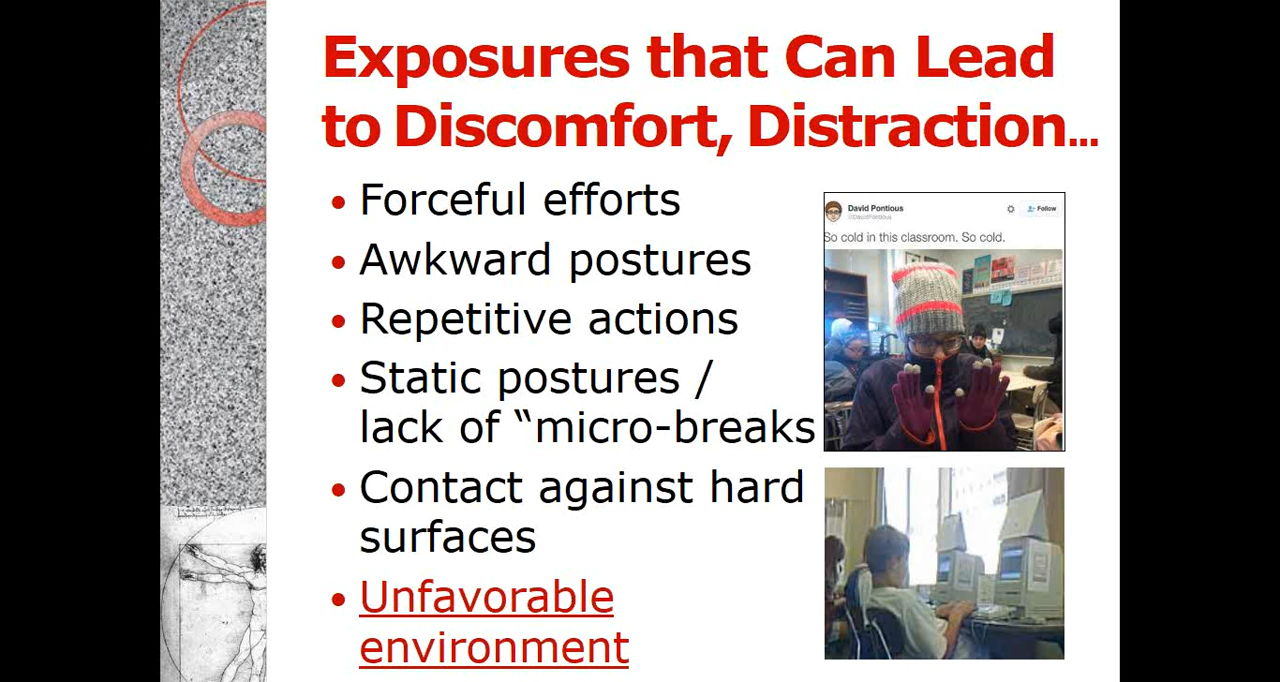 Exposures that Can Lead
to Discomfort, Distraction...
• Forceful efforts
• Awkward postures
• Repetitive actions
• Static postures /
lack of “micro-breaks
• Contact against hard
surfaces
• Unfavorable
environment
David Pontious
@DavidPontious
Follow
So cold in this classroom. So cold.